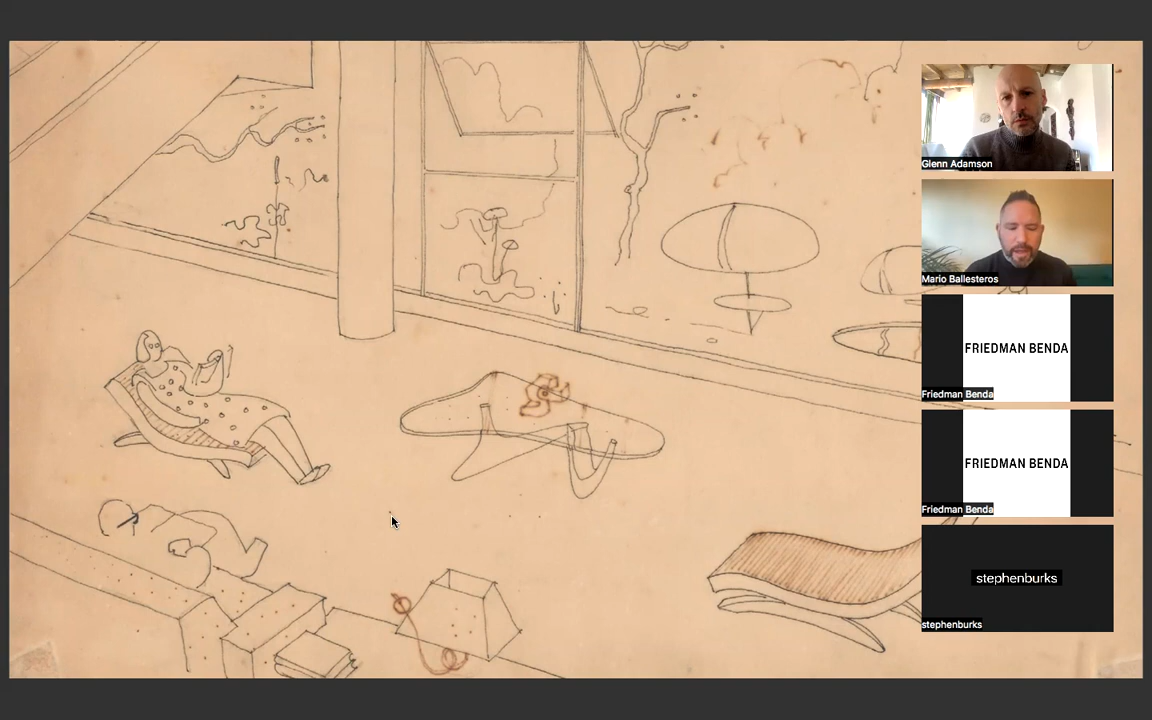 Glenn Adamson
Mario Ballesteros
FRIEDMAN BENDA
Friedman Benda
FRIEDMAN BENDA
Friedman Benda
stephenburks
stephenburks